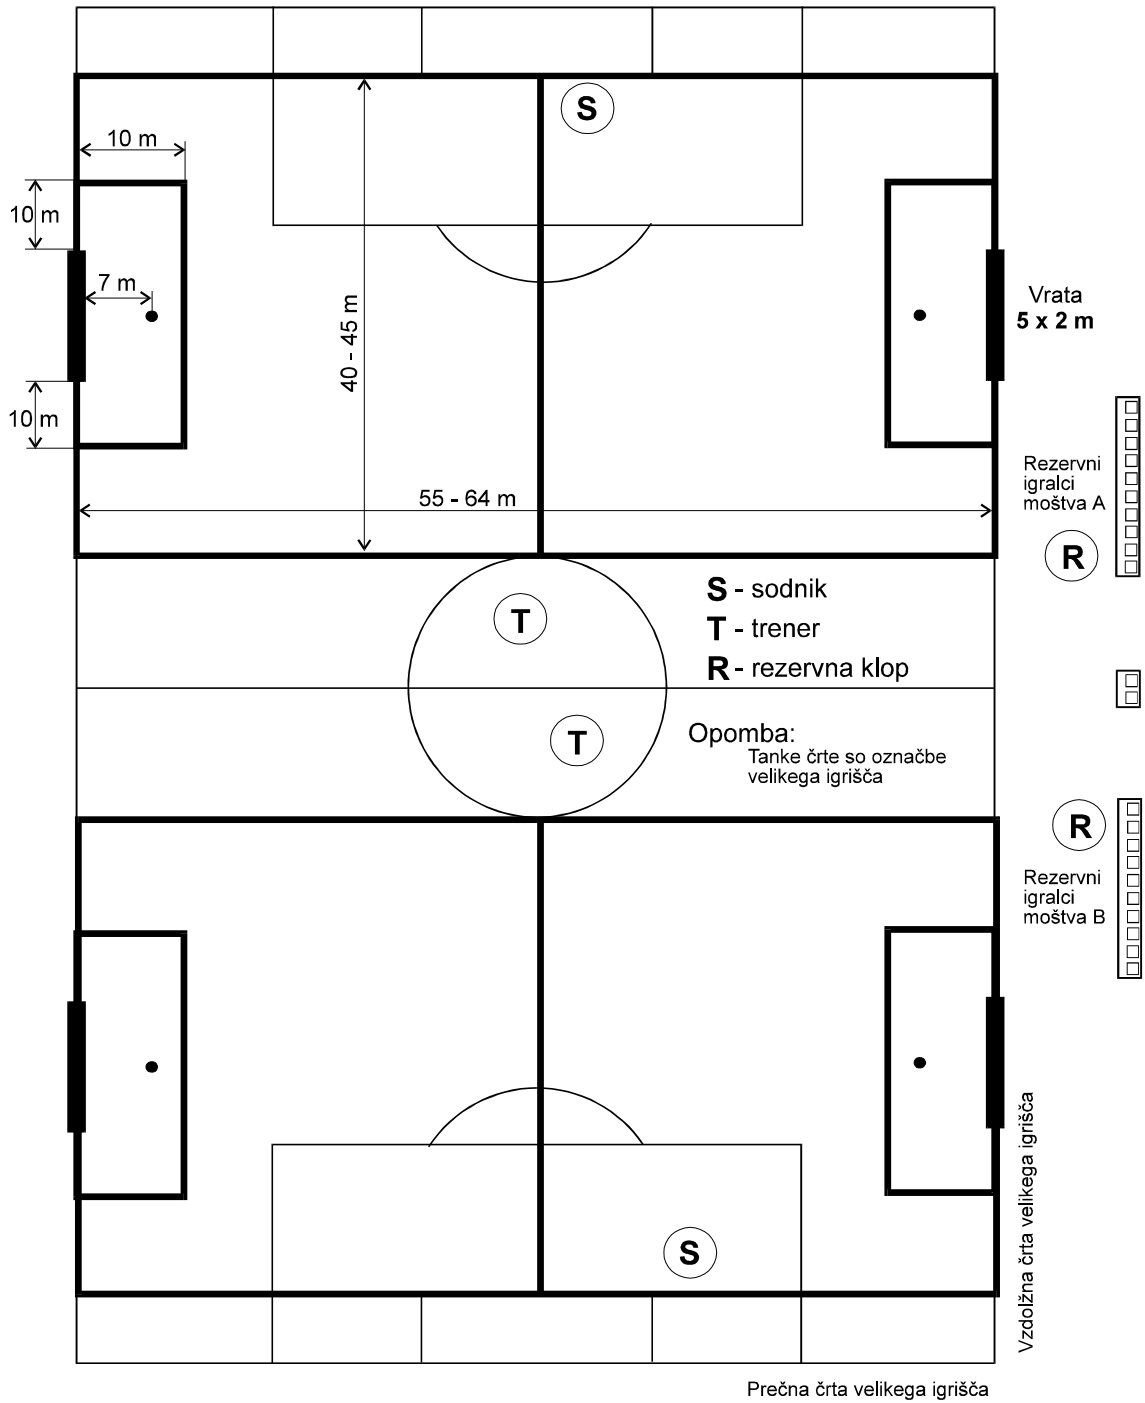 S
10 m
10 m
7 m
40 - 45 m
Vrata
5 x 2 m
10 m
Rezervni
igralci
moštva A
55 - 64 m
R
S - sodnik
T
T - trener
R - rezervna klop
Opomba:
T
Tanke črte so označbe
velikega igrišča
R
Rezervni
igralci
moštva B
Vzdolžna črta velikega igrišča
S
Prečna črta velikega igrišča